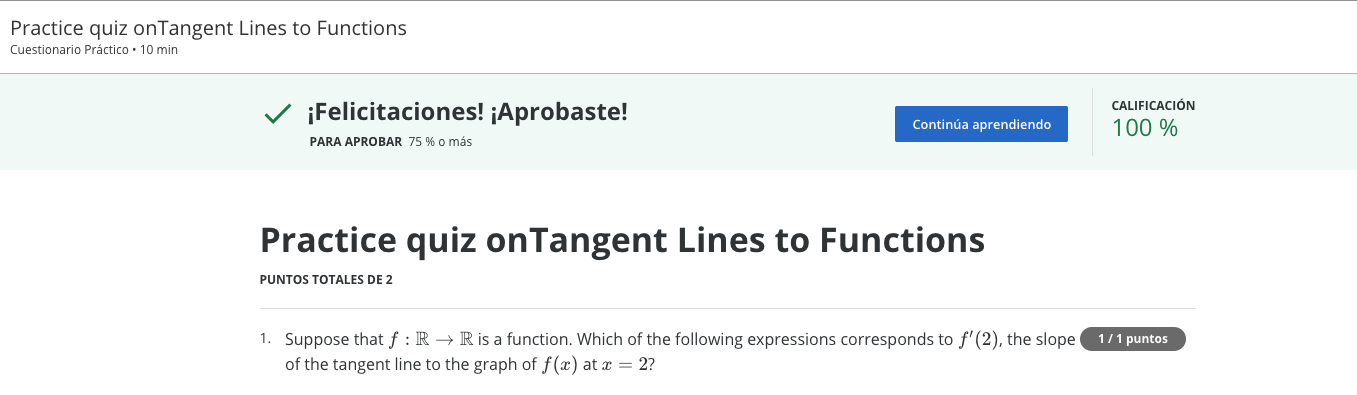 Practice quiz onTangent Lines to Functions
Cuestionario Práctico • 10 min
¡Felicitaciones! ¡Aprobaste!
PARA APROBAR 75 % o más
Continúa aprendiendo
CALIFICACIÓN
100 %
Practice quiz onTangent Lines to Functions
PUNTOS TOTALES DE 2
1. Suppose that f : ℝ → ℝ is a function. Which of the following expressions corresponds to f′(2), the slope
1 / 1 puntos
of the tangent line to the graph of f(x) at x = 2?